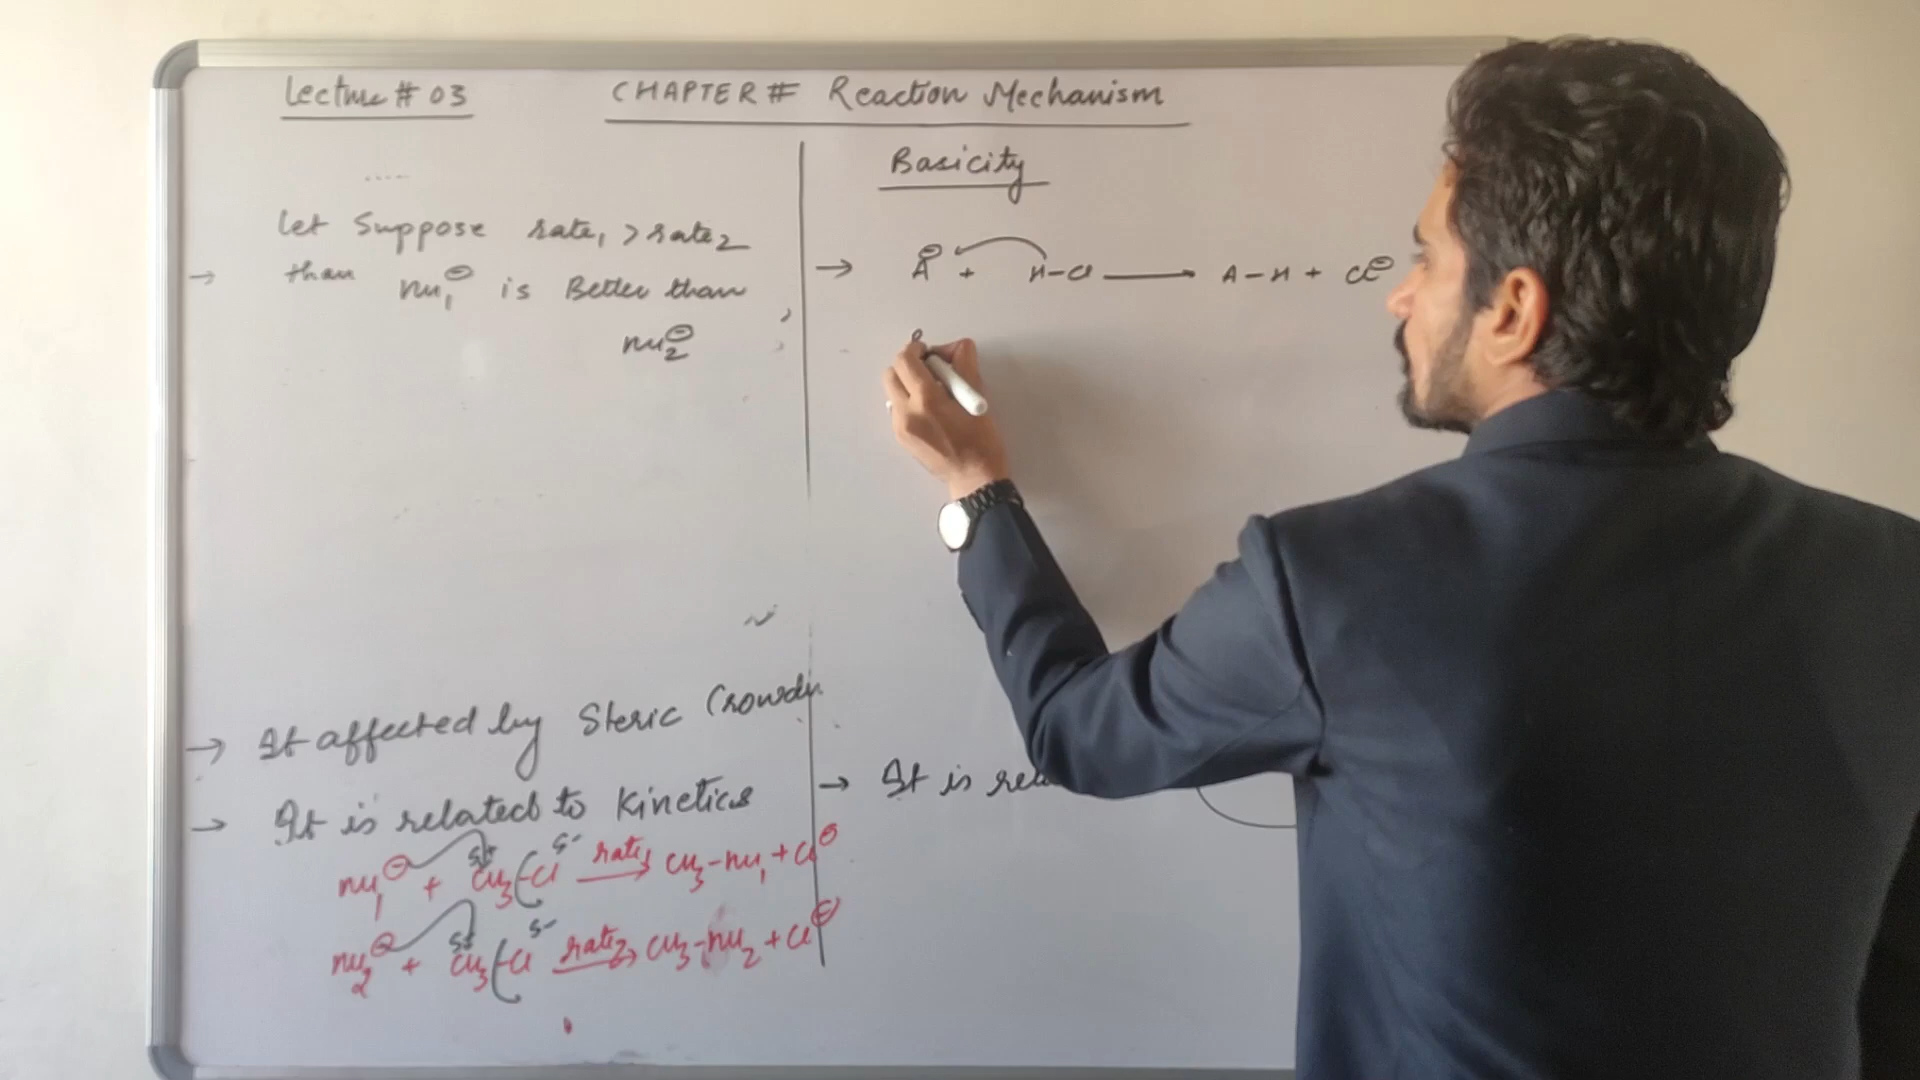 Lecture # 03
CHAPTER # Reaction Mechanism
....
Let Suppose rate₁ > rate₂
→ than nu₁⊖ is Better than
nu₂⊖
→ It affected by Steric Crowdin
→ It is related to Kinetics
nu₁⊖ + CH₃-Cl rate₁→ CH₃-nu₁ + Cl⊖
δ+ δ-
nu₂⊖ + CH₃-Cl rate₂→ CH₃-nu₂ + Cl⊖
δ+ δ-
Basicity
→ A⊖ + H-Cl → A-H + Cl⊖
→ It is rela